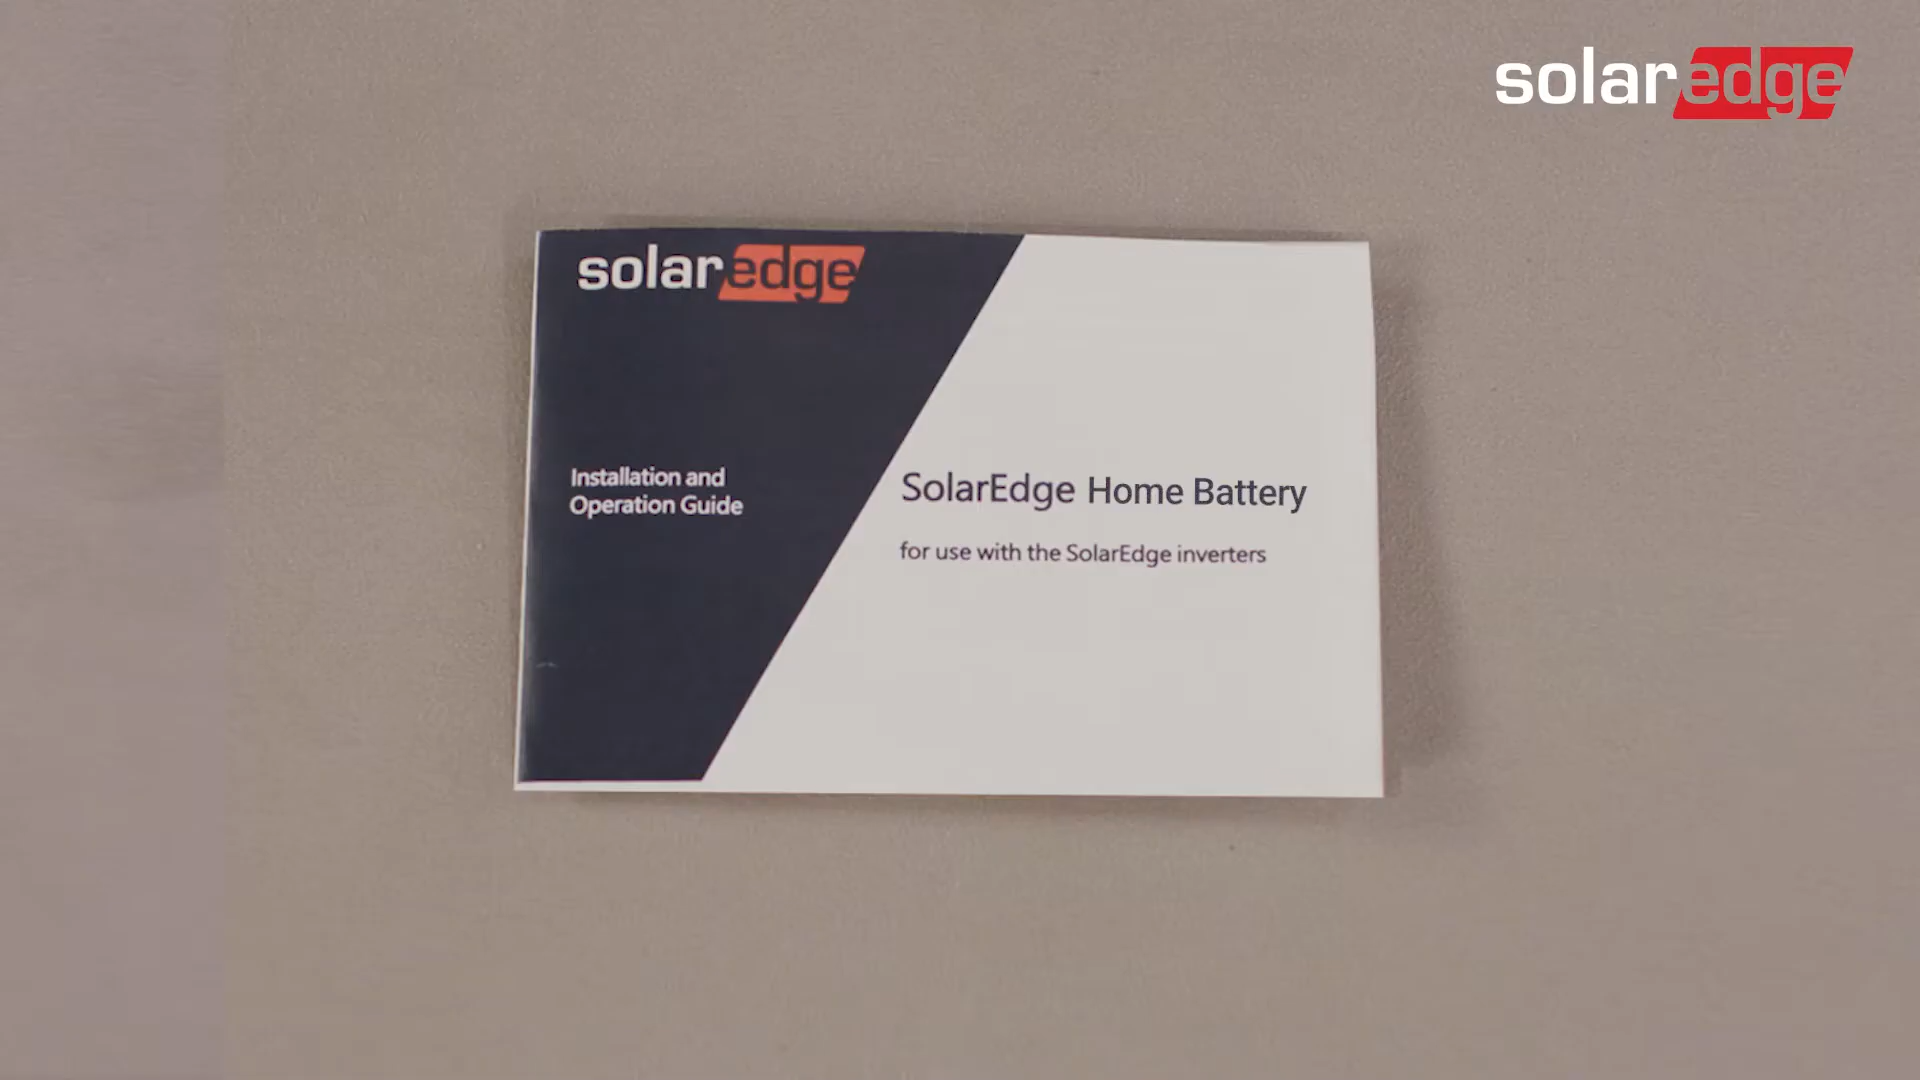 solaredge
solaredge
Installation and
Operation Guide
SolarEdge Home Battery
for use with the SolarEdge inverters